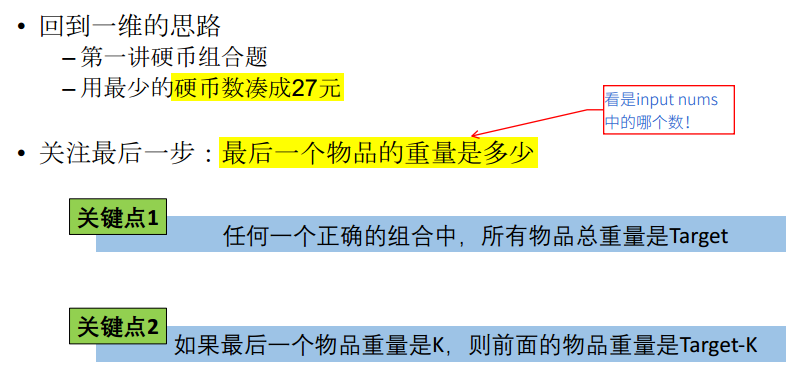 • 回到一维的思路
– 第一讲硬币组合题
– 用最少的硬币数凑成27元
看是input nums
中的哪个数！
• 关注最后一步：最后一个物品的重量是多少
关键点1
任何一个正确的组合中，所有物品总重量是Target
关键点2
如果最后一个物品重量是K，则前面的物品重量是Target-K